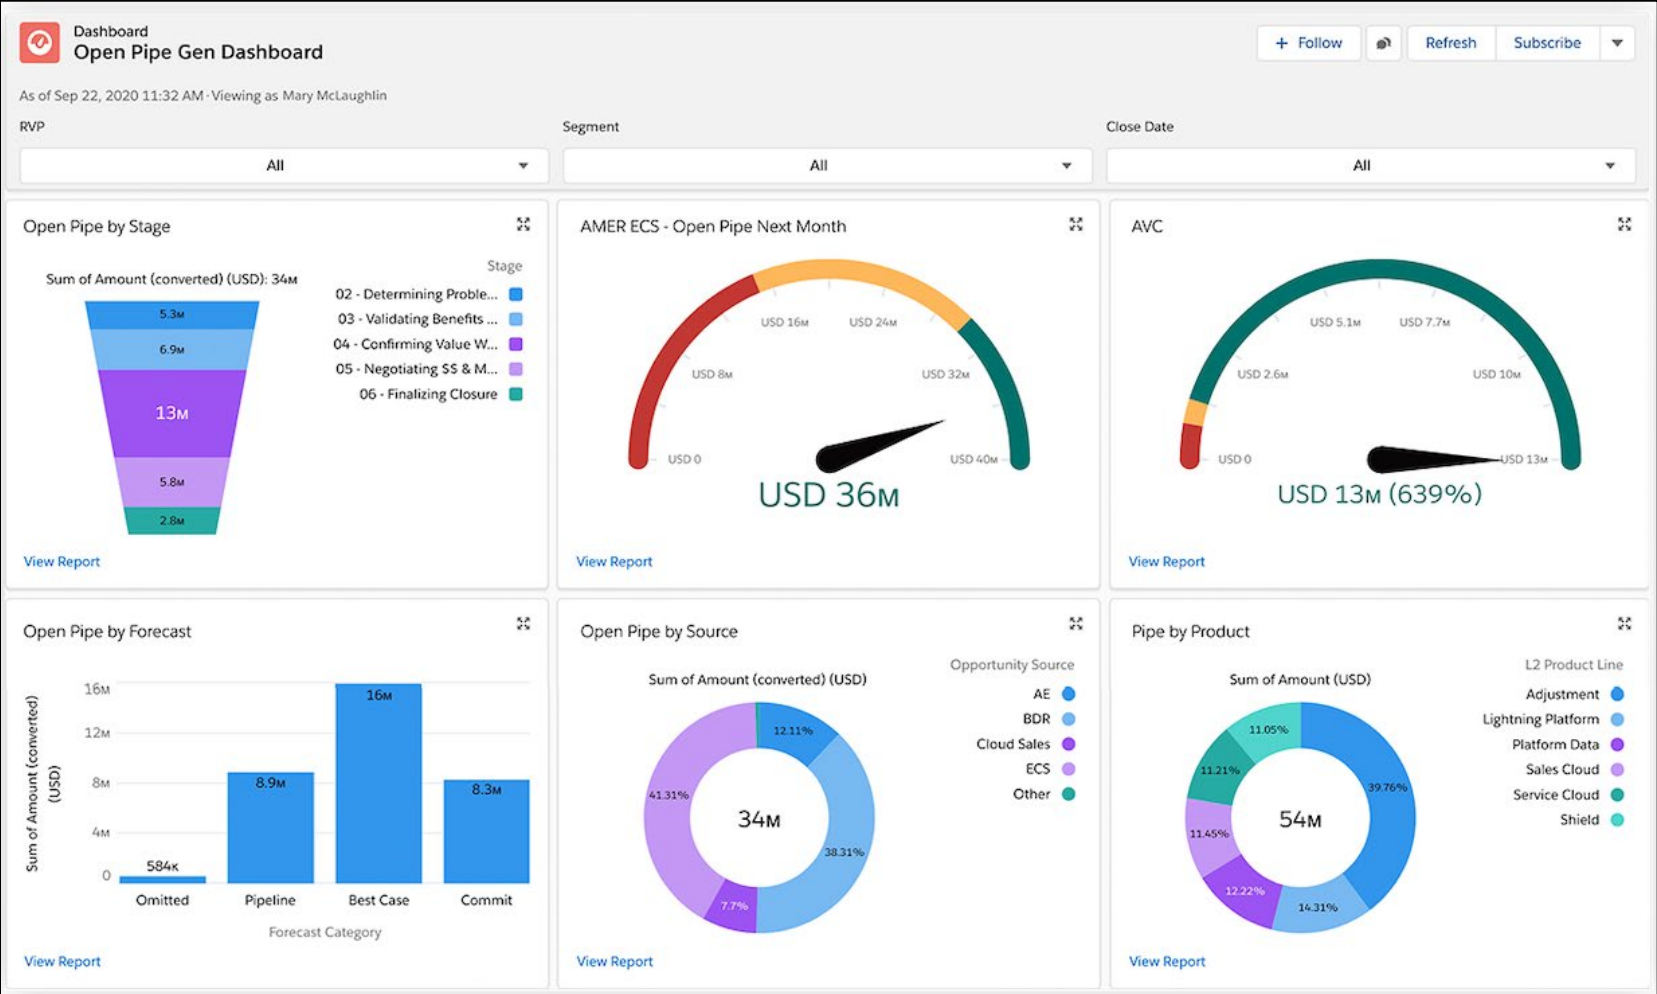 Dashboard
Open Pipe Gen Dashboard
+ Follow
Refresh
Subscribe
As of Sep 22, 2020 11:32 AM·Viewing as Mary McLaughlin
RVP
All
Segment
All
Close Date
All
Open Pipe by Stage
Sum of Amount (converted) (USD): 34M
5.3M
6.9M
13M
5.8M
2.8M
Stage
02 - Determining Proble...
03 - Validating Benefits ...
04 - Confirming Value W...
05 - Negotiating $$ & M...
06 - Finalizing Closure
View Report
AMER ECS - Open Pipe Next Month
USD 0
USD 8M
USD 16M
USD 24M
USD 32M
USD 40M
USD 36M
View Report
AVC
USD 0
USD 2.6M
USD 5.1M
USD 7.7M
USD 10M
USD 13M
USD 13M (639%)
View Report
Open Pipe by Forecast
Sum of Amount (converted)
(USD)
16M
12M
8M
4M
0
584K
8.9M
16M
8.3M
Omitted
Pipeline
Best Case
Commit
Forecast Category
View Report
Open Pipe by Source
Sum of Amount (converted) (USD)
12.11%
38.31%
7.7%
41.31%
34M
Opportunity Source
AE
BDR
Cloud Sales
ECS
Other
View Report
Pipe by Product
Sum of Amount (USD)
39.76%
14.31%
12.22%
11.45%
11.21%
11.05%
54M
L2 Product Line
Adjustment
Lightning Platform
Platform Data
Sales Cloud
Service Cloud
Shield
View Report